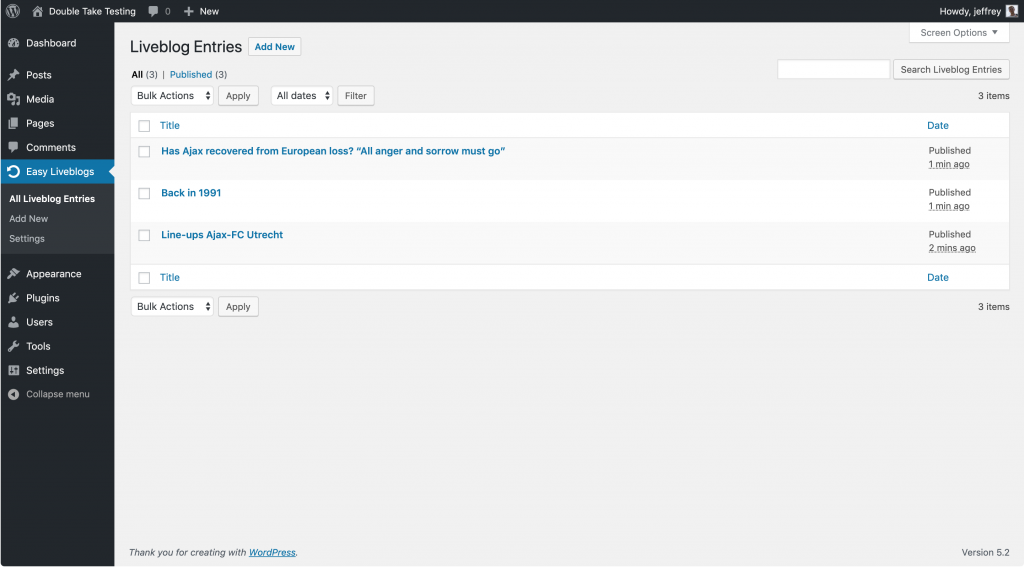 Double Take Testing 0 New Howdy, jeffrey
Screen Options ▼
Dashboard
Posts
Media
Pages
Comments
Easy Liveblogs
All Liveblog Entries
Add New
Settings
Appearance
Plugins
Users
Tools
Settings
Collapse menu
Liveblog Entries Add New
All (3) | Published (3)
Search Liveblog Entries
Bulk Actions Apply All dates Filter 3 items
Title Date
Has Ajax recovered from European loss? “All anger and sorrow must go” Published
1 min ago
Back in 1991 Published
1 min ago
Line-ups Ajax-FC Utrecht Published
2 mins ago
Title Date
Bulk Actions Apply 3 items
Thank you for creating with WordPress. Version 5.2